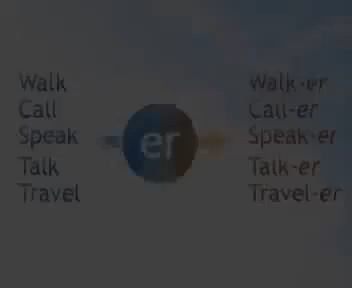 Walk
Call
Speak
Talk
Travel
er
Walk-er
Call-er
Speak-er
Talk-er
Travel-er